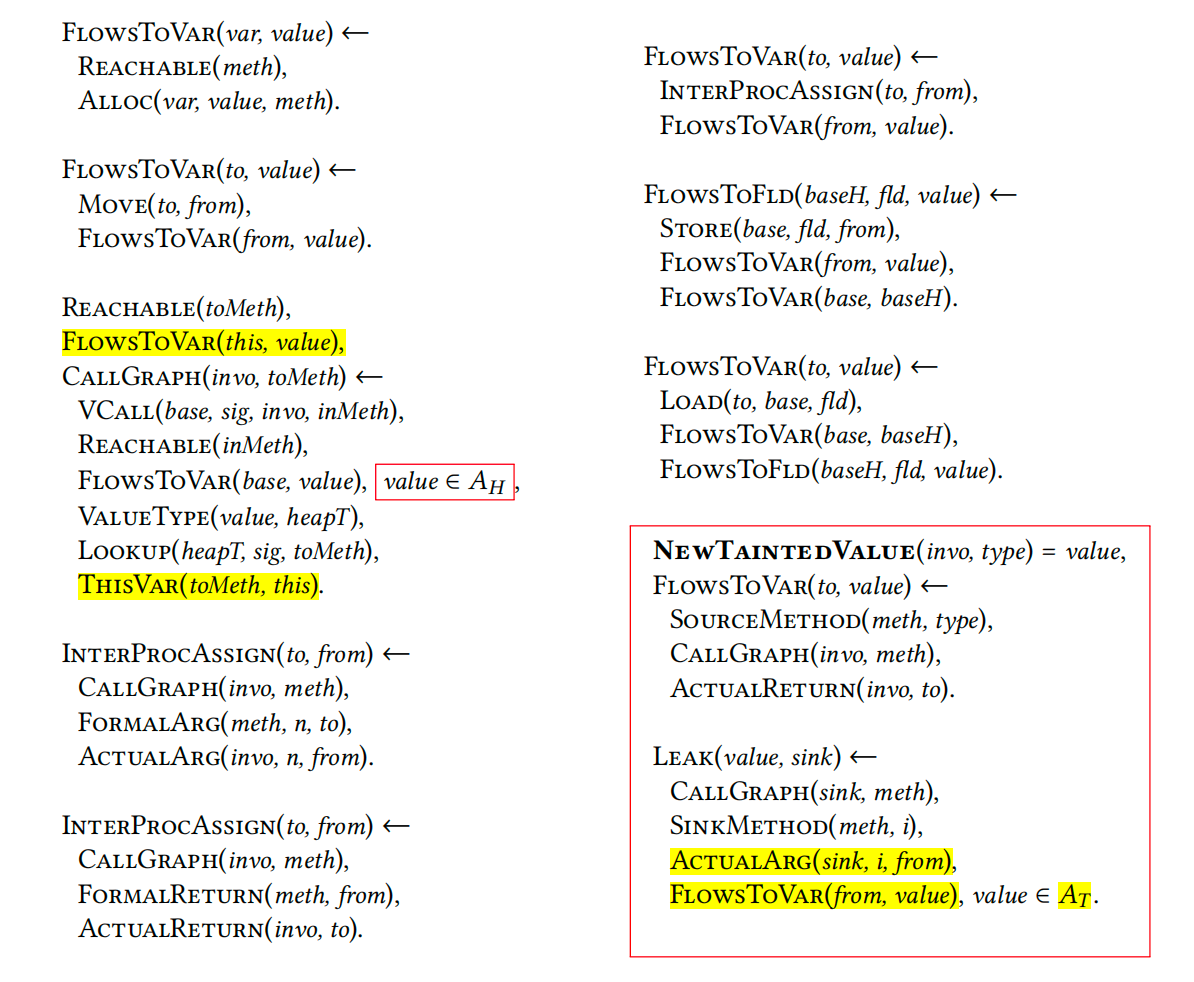 FlowsToVar(var, value) ←
Reachable(meth),
Alloc(var, value, meth).
FlowsToVar(to, value) ←
Move(to, from),
FlowsToVar(from, value).
Reachable(toMeth),
FlowsToVar(this, value),
CallGraph(invo, toMeth) ←
VCall(base, sig, invo, inMeth),
Reachable(inMeth),
FlowsToVar(base, value), value ∈ A_H,
ValueType(value, heapT),
Lookup(heapT, sig, toMeth),
ThisVar(toMeth, this).
InterProcAssign(to, from) ←
CallGraph(invo, meth),
FormalArg(meth, n, to),
ActualArg(invo, n, from).
InterProcAssign(to, from) ←
CallGraph(invo, meth),
FormalReturn(meth, from),
ActualReturn(invo, to).
FlowsToVar(to, value) ←
InterProcAssign(to, from),
FlowsToVar(from, value).
FlowsToFld(baseH, fld, value) ←
Store(base, fld, from),
FlowsToVar(from, value),
FlowsToVar(base, baseH).
FlowsToVar(to, value) ←
Load(to, base, fld),
FlowsToVar(base, baseH),
FlowsToFld(baseH, fld, value).
NewTaintedValue(invo, type) = value,
FlowsToVar(to, value) ←
SourceMethod(meth, type),
CallGraph(invo, meth),
ActualReturn(invo, to).
Leak(value, sink) ←
CallGraph(sink, meth),
SinkMethod(meth, i),
ActualArg(sink, i, from),
FlowsToVar(from, value), value ∈ A_T.